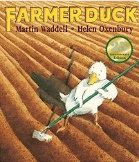 FARMER DUCK
Martin Waddell • Helen Oxenbury